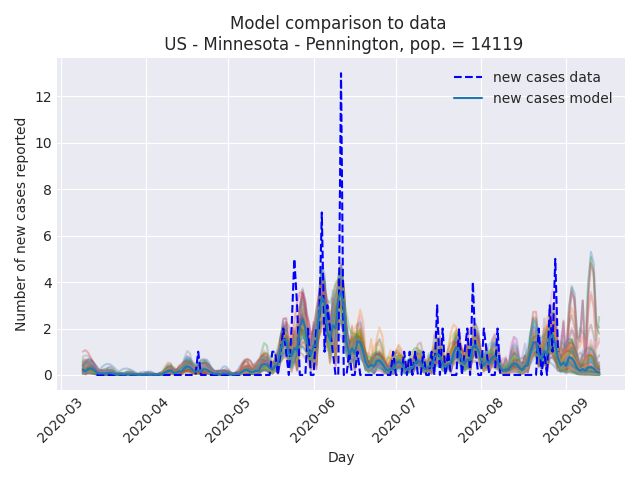 Model comparison to data
US - Minnesota - Pennington, pop. = 14119
new cases data
new cases model
Number of new cases reported
12
10
8
6
4
2
0
2020-03
2020-04
2020-05
2020-06
2020-07
2020-08
2020-09
Day